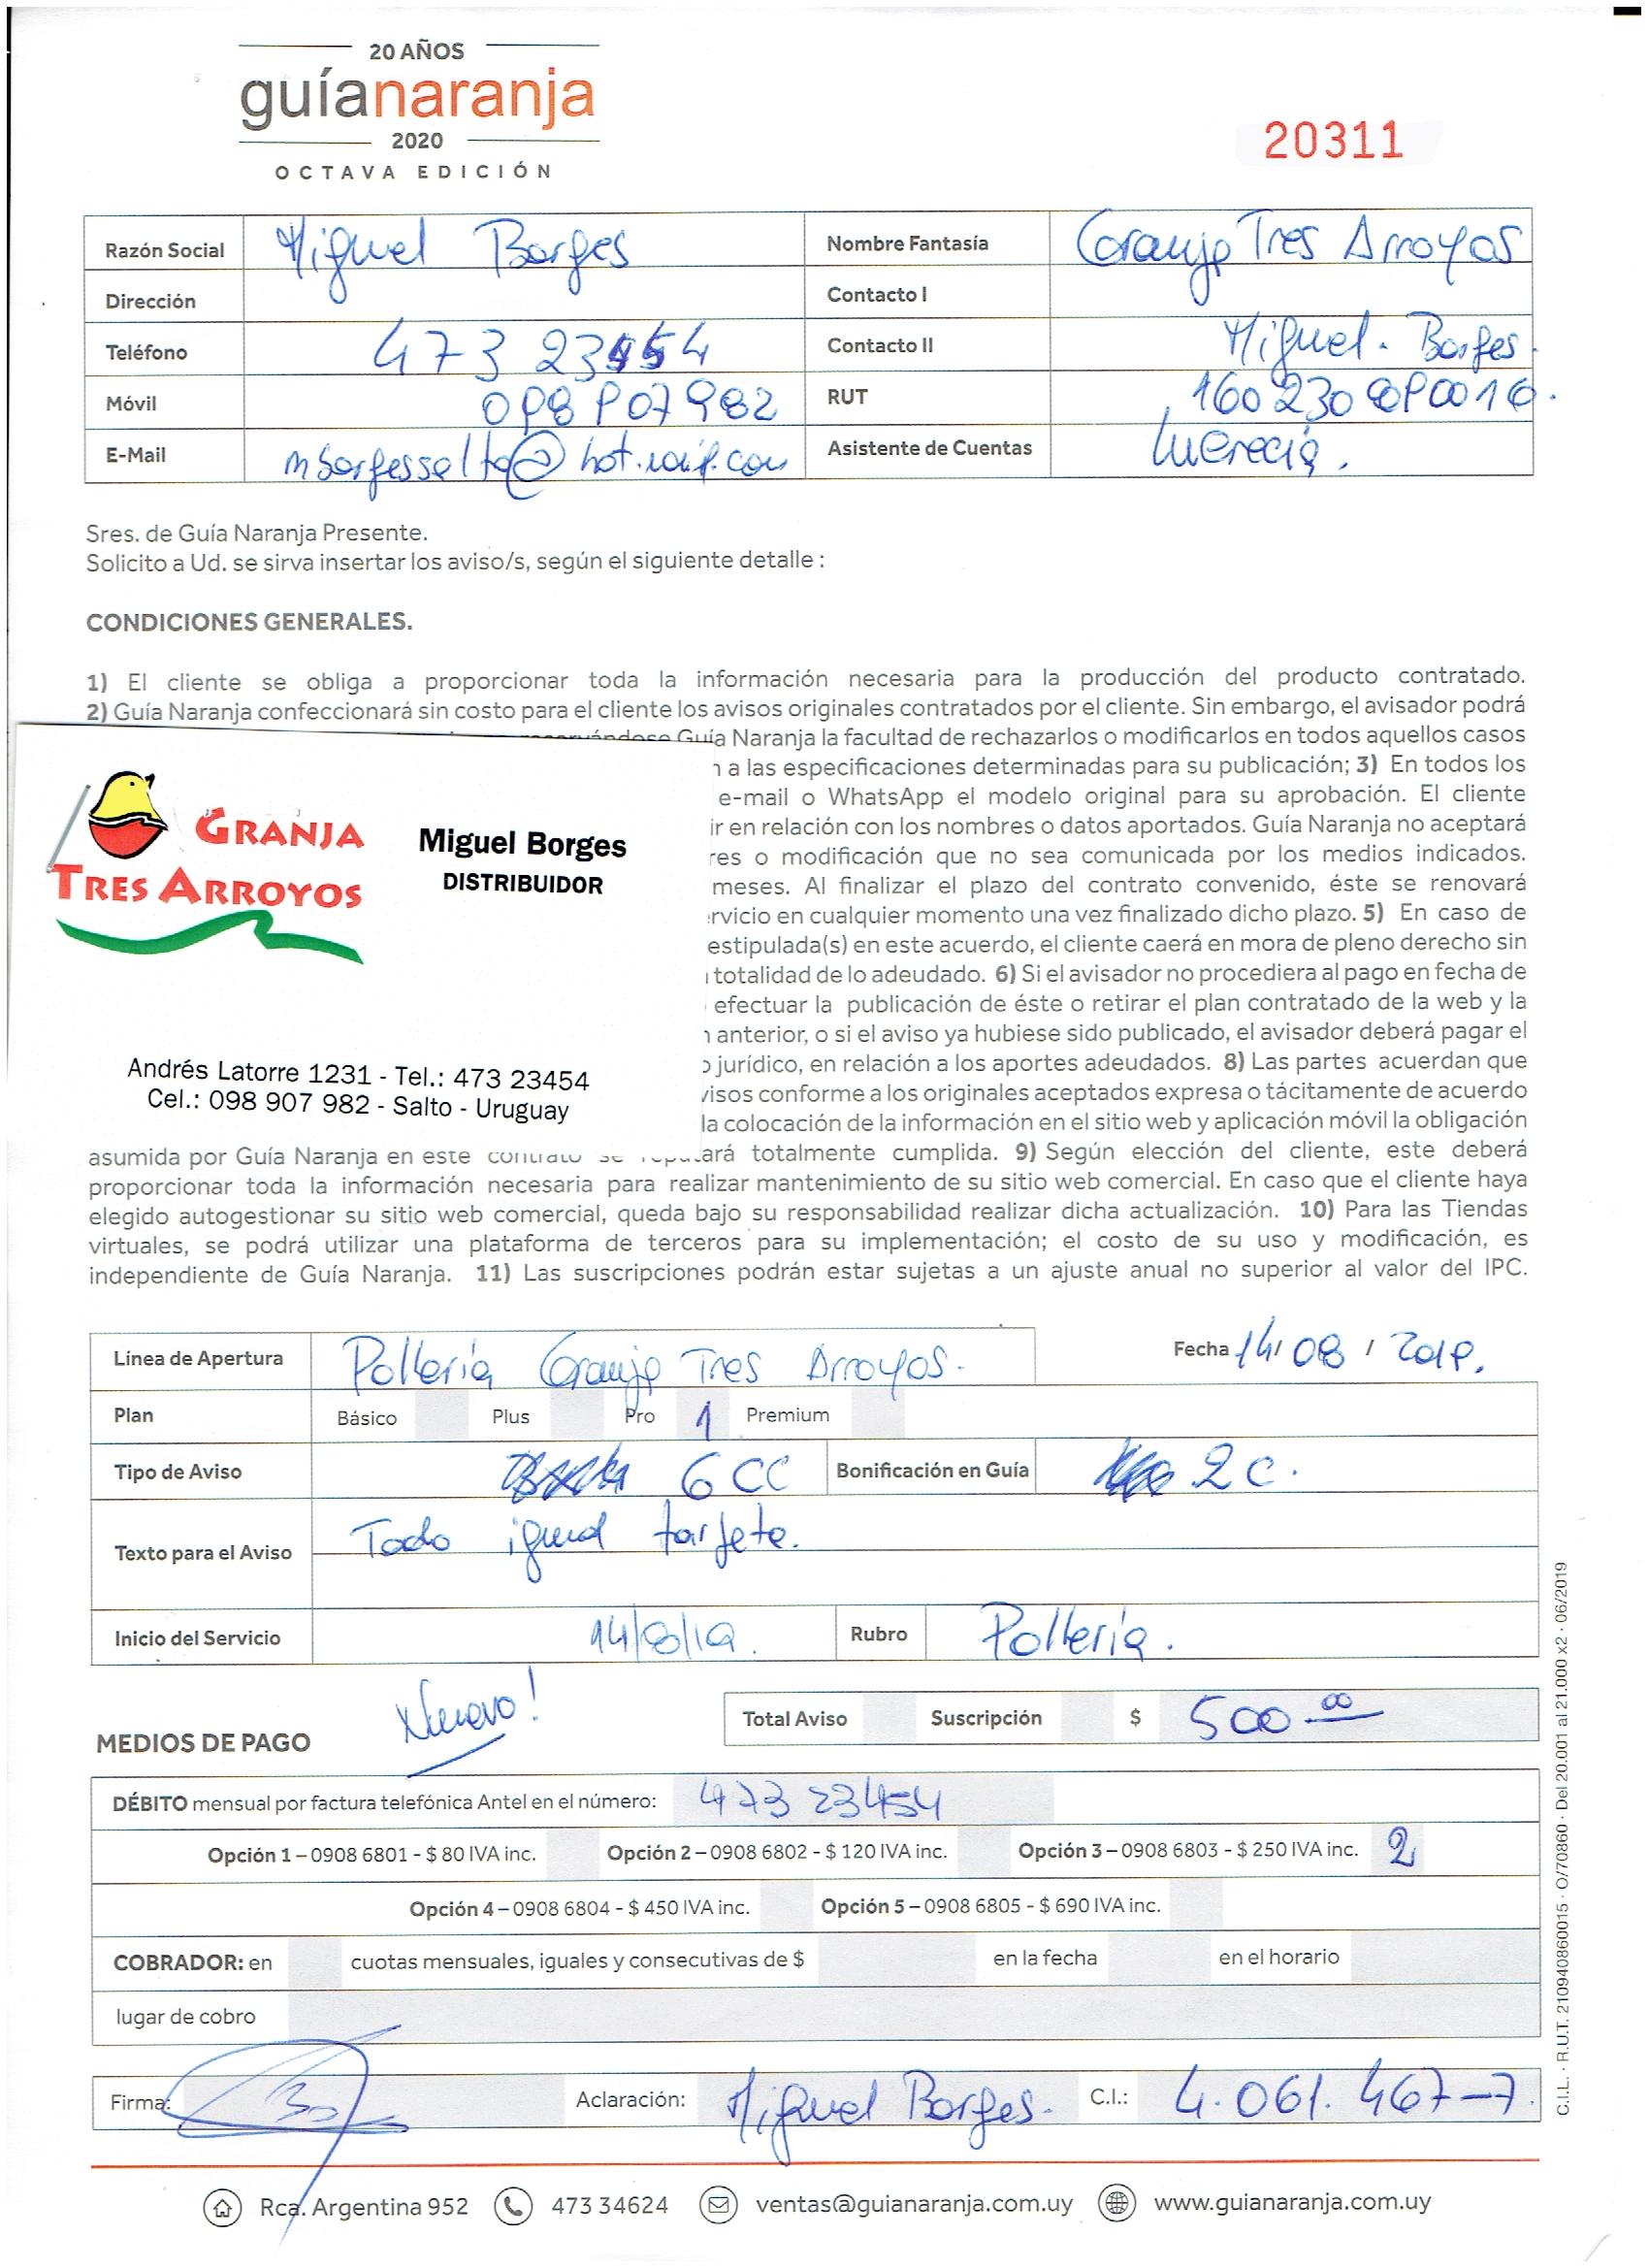 20 AÑOS
guíanaranja
2020
OCTAVA EDICIÓN
20311
Razón Social Miguel Borges Nombre Fantasía Granja Tres Arroyos
Dirección Contacto I
Teléfono 473 23454 Contacto II Miguel. Borges.
Móvil 098 907 982 RUT
E-Mail mborgessalto@hotmail.com Asistente de Cuentas Lucrecia.
Sres. de Guía Naranja Presente.
Solicito a Ud. se sirva insertar los aviso/s, según el siguiente detalle :
CONDICIONES GENERALES.
1) El cliente se obliga a proporcionar toda la información necesaria para la producción del producto contratado.
2) Guía Naranja confeccionará sin costo para el cliente los avisos originales contratados por el cliente. Sin embargo, el avisador podrá
Guía Naranja la facultad de rechazarlos o modificarlos en todos aquellos casos
a las especificaciones determinadas para su publicación; 3) En todos los
e-mail o WhatsApp el modelo original para su aprobación. El cliente
ir en relación con los nombres o datos aportados. Guía Naranja no aceptará
res o modificación que no sea comunicada por los medios indicados.
meses. Al finalizar el plazo del contrato convenido, éste se renovará
rvicio en cualquier momento una vez finalizado dicho plazo. 5) En caso de
estipulada(s) en este acuerdo, el cliente caerá en mora de pleno derecho sin
totalidad de lo adeudado. 6) Si el avisador no procediera al pago en fecha de
efectuar la publicación de éste o retirar el plan contratado de la web y la
anterior, o si el aviso ya hubiese sido publicado, el avisador deberá pagar el
jurídico, en relación a los aportes adeudados. 8) Las partes acuerdan que
visos conforme a los originales aceptados expresa o tácitamente de acuerdo
la colocación de la información en el sitio web y aplicación móvil la obligación
asumida por Guía Naranja en este contrato se reputará totalmente cumplida. 9) Según elección del cliente, este deberá
proporcionar toda la información necesaria para realizar mantenimiento de su sitio web comercial. En caso que el cliente haya
elegido autogestionar su sitio web comercial, queda bajo su responsabilidad realizar dicha actualización. 10) Para las Tiendas
virtuales, se podrá utilizar una plataforma de terceros para su implementación; el costo de su uso y modificación, es
independiente de Guía Naranja. 11) Las suscripciones podrán estar sujetas a un ajuste anual no superior al valor del IPC.
GRANJA
TRES ARROYOS
Miguel Borges
DISTRIBUIDOR
Andrés Latorre 1231 - Tel.: 473 23454
Cel.: 098 907 982 - Salto - Uruguay
Línea de Apertura Pollería Granja Tres Arroyos. Fecha 14/ 08 / 2019.
Plan Básico Plus Pro 1 Premium
Tipo de Aviso 6 CC Bonificación en Guía 2 c.
Texto para el Aviso Todo igual tarjeta.
Inicio del Servicio 14/8/19. Rubro Pollería.
Nuevo!
Total Aviso Suscripción $ 500 00
MEDIOS DE PAGO
DÉBITO mensual por factura telefónica Antel en el número: 473 23454
Opción 1 – 0908 6801 - $ 80 IVA inc. Opción 2 – 0908 6802 - $ 120 IVA inc. Opción 3 – 0908 6803 - $ 250 IVA inc. 2
Opción 4 – 0908 6804 - $ 450 IVA inc. Opción 5 – 0908 6805 - $ 690 IVA inc.
COBRADOR: en cuotas mensuales, iguales y consecutivas de $ en la fecha en el horario
lugar de cobro
Firma: Aclaración: Miguel Borges. C.I.: 4.061.467-7.
Rca. Argentina 952 473 34624 ventas@guianaranja.com.uy www.guianaranja.com.uy
C.I.L. · R.U.T. 210940860015 · O/70860 · Del 20.001 al 21.000 x2 · 06/2019